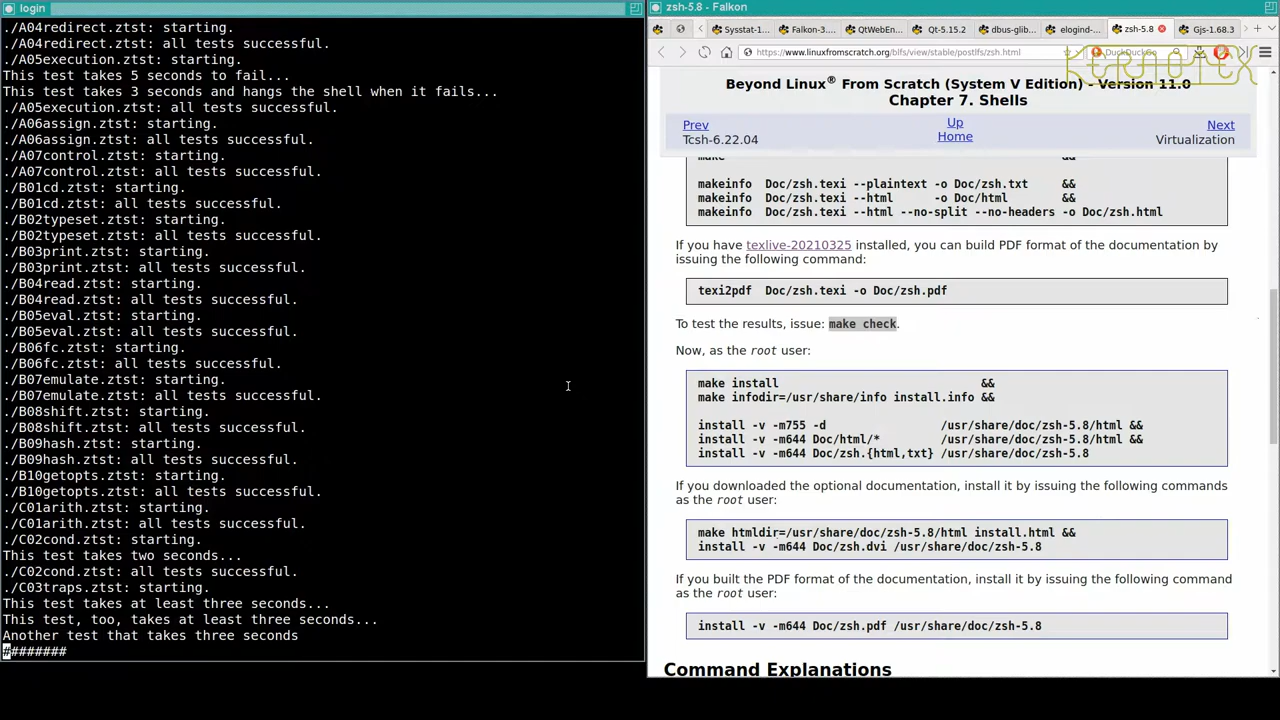 login
./A04redirect.ztst: starting.
./A04redirect.ztst: all tests successful.
./A05execution.ztst: starting.
This test takes 5 seconds to fail...
This test takes 3 seconds and hangs the shell when it fails...
./A05execution.ztst: all tests successful.
./A06assign.ztst: starting.
./A06assign.ztst: all tests successful.
./A07control.ztst: starting.
./A07control.ztst: all tests successful.
./B01cd.ztst: starting.
./B01cd.ztst: all tests successful.
./B02typeset.ztst: starting.
./B02typeset.ztst: all tests successful.
./B03print.ztst: starting.
./B03print.ztst: all tests successful.
./B04read.ztst: starting.
./B04read.ztst: all tests successful.
./B05eval.ztst: starting.
./B05eval.ztst: all tests successful.
./B06fc.ztst: starting.
./B06fc.ztst: all tests successful.
./B07emulate.ztst: starting.
./B07emulate.ztst: all tests successful.
./B08shift.ztst: starting.
./B08shift.ztst: all tests successful.
./B09hash.ztst: starting.
./B09hash.ztst: all tests successful.
./B10getopts.ztst: starting.
./B10getopts.ztst: all tests successful.
./C01arith.ztst: starting.
./C01arith.ztst: all tests successful.
./C02cond.ztst: starting.
This test takes two seconds...
./C02cond.ztst: all tests successful.
./C03traps.ztst: starting.
This test takes at least three seconds...
This test, too, takes at least three seconds...
Another test that takes three seconds
########
zsh-5.8 - Falkon
Sysstat-1... Falkon-3... QtWebEn... Qt-5.15.2 dbus-glib... elogind-... zsh-5.8 Gjs-1.68.3
https://www.linuxfromscratch.org/blfs/view/stable/postlfs/zsh.html DuckDuckGo
KERNOTEX
Beyond Linux® From Scratch (System V Edition) - Version 11.0
Chapter 7. Shells
Prev Up Next
Tcsh-6.22.04 Home Virtualization
make &&
makeinfo Doc/zsh.texi --plaintext -o Doc/zsh.txt &&
makeinfo Doc/zsh.texi --html -o Doc/html &&
makeinfo Doc/zsh.texi --html --no-split --no-headers -o Doc/zsh.html
If you have texlive-20210325 installed, you can build PDF format of the documentation by
issuing the following command:
texi2pdf Doc/zsh.texi -o Doc/zsh.pdf
To test the results, issue: make check.
Now, as the root user:
make install &&
make infodir=/usr/share/info install.info &&
install -v -m755 -d /usr/share/doc/zsh-5.8/html &&
install -v -m644 Doc/html/* /usr/share/doc/zsh-5.8/html &&
install -v -m644 Doc/zsh.{html,txt} /usr/share/doc/zsh-5.8
If you downloaded the optional documentation, install it by issuing the following commands
as the root user:
make htmldir=/usr/share/doc/zsh-5.8/html install.html &&
install -v -m644 Doc/zsh.dvi /usr/share/doc/zsh-5.8
If you built the PDF format of the documentation, install it by issuing the following command
as the root user:
install -v -m644 Doc/zsh.pdf /usr/share/doc/zsh-5.8
Command Explanations